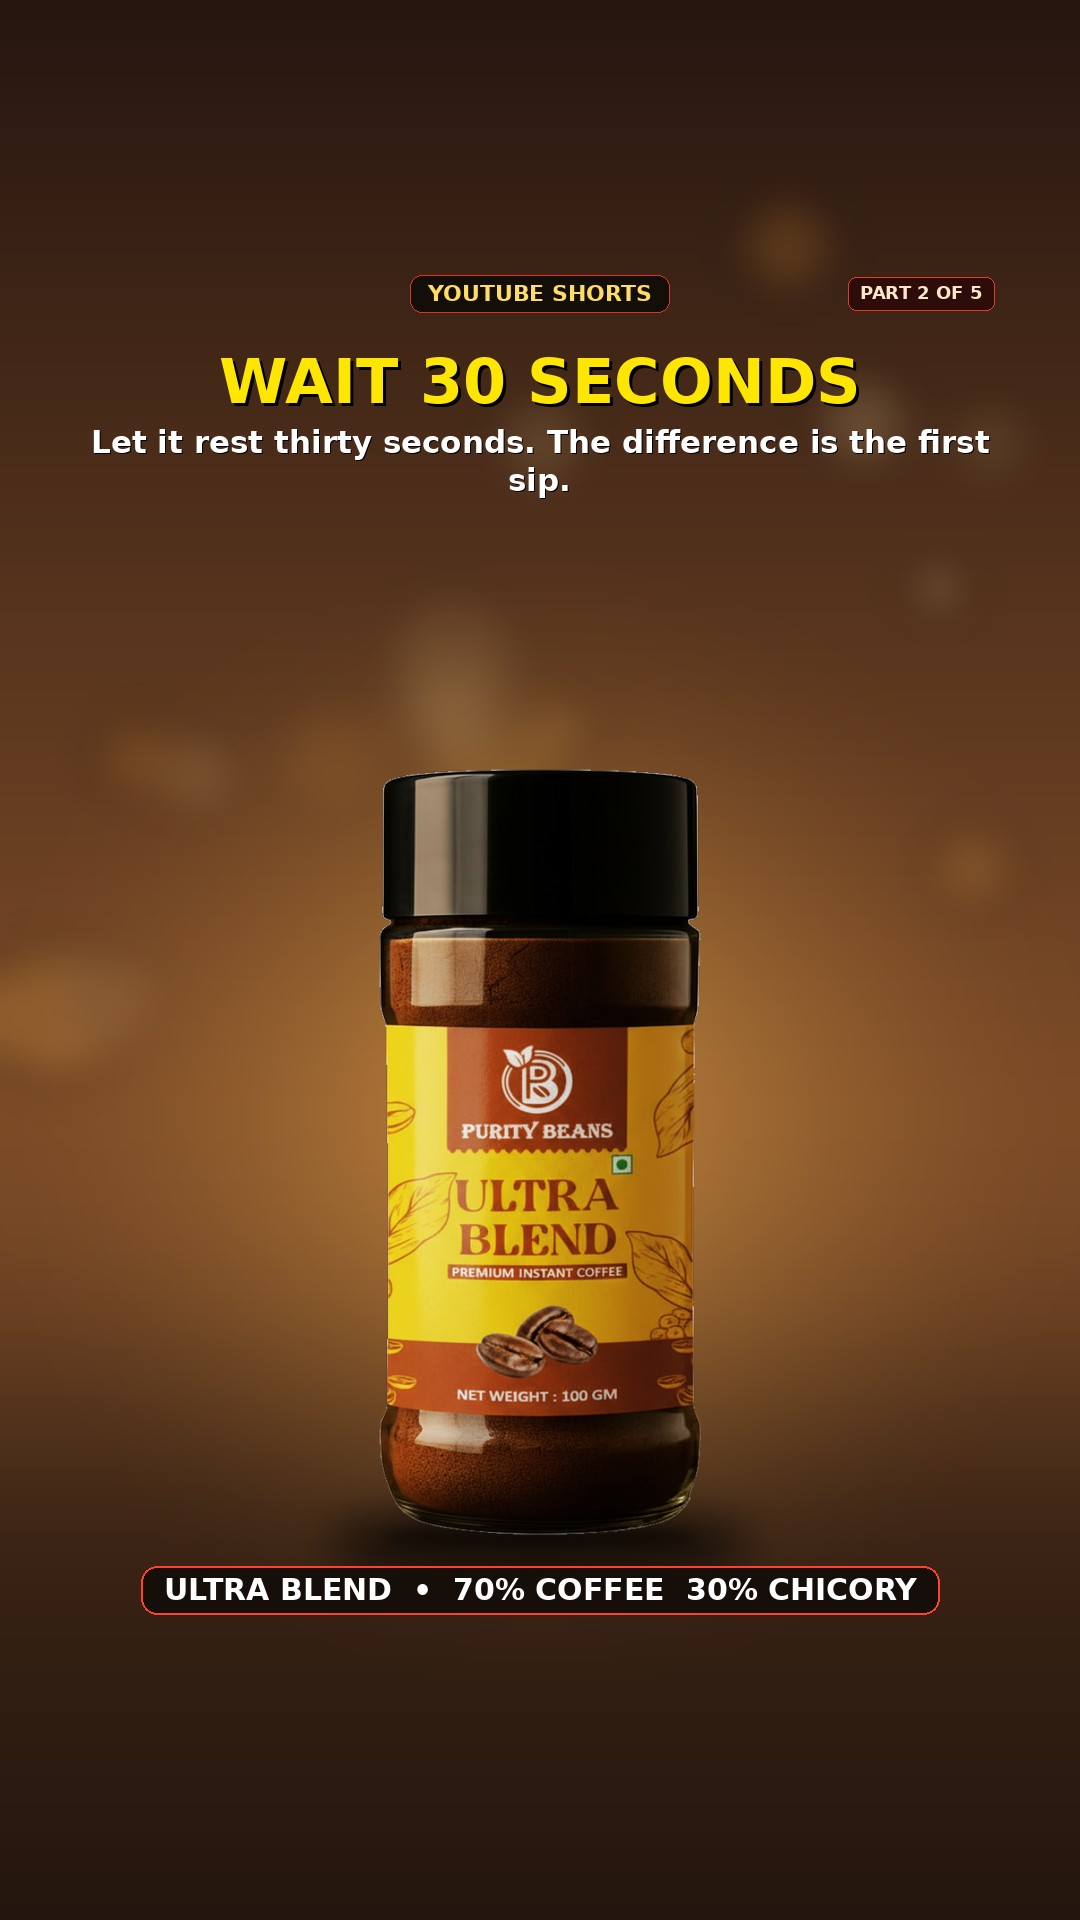 YOUTUBE SHORTS
PART 2 OF 5
WAIT 30 SECONDS
Let it rest thirty seconds. The difference is the first
sip.
PURITY BEANS
ULTRA
BLEND
PREMIUM INSTANT COFFEE
NET WEIGHT : 100 GM
ULTRA BLEND • 70% COFFEE 30% CHICORY